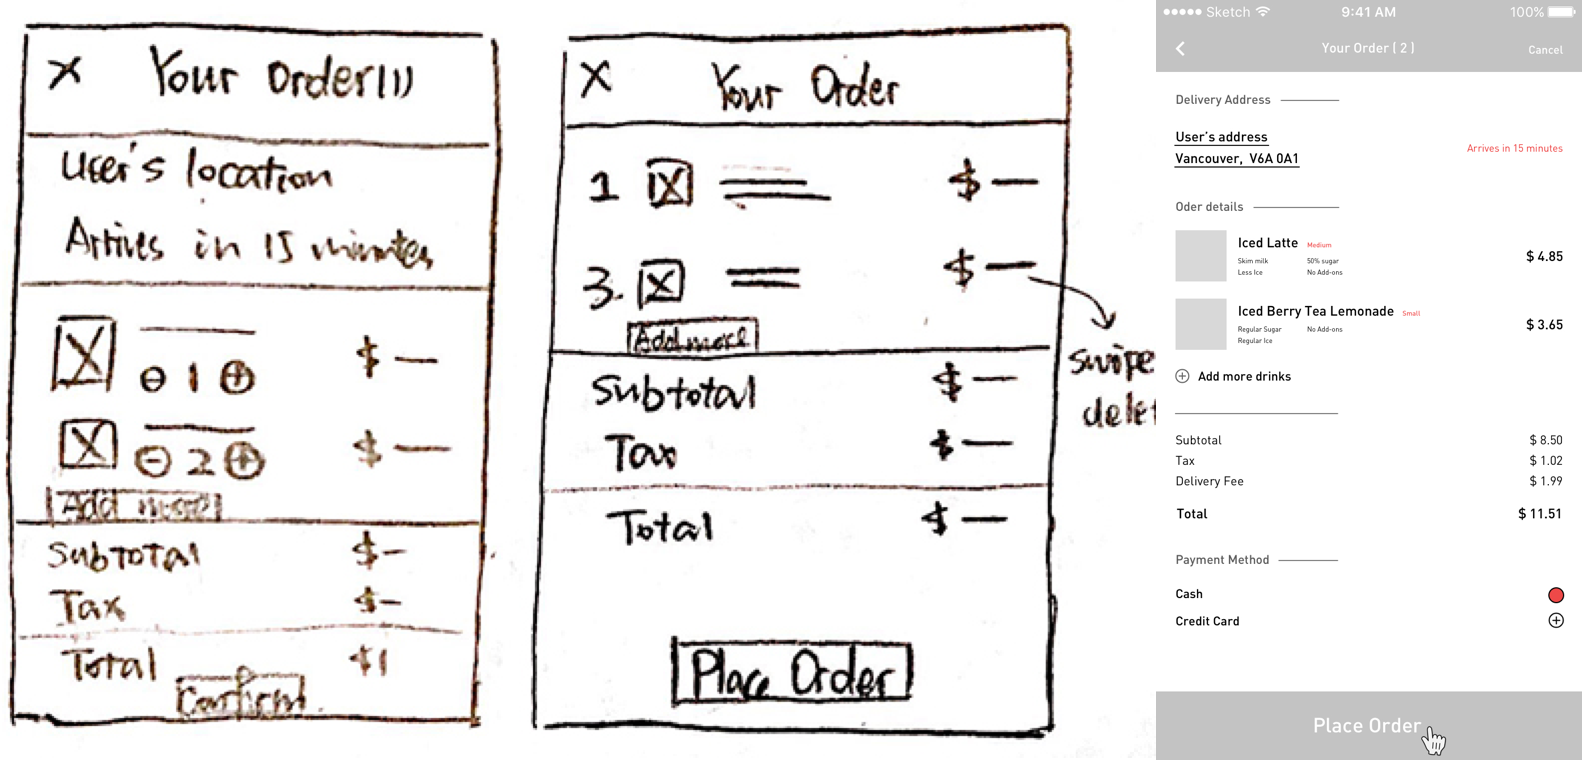 X Your Order(11)
User's location
Arrives in 15 minutes
$ —
⊖ 1 ⊕
$ —
⊖ 2 ⊕
Add more
Subtotal $ –
Tax $ –
Total $1
Confirm
X Your Order
1 $ —
3. $ —
Add more
swipe
Subtotal $ —
Tax $ —
Total $ —
Place Order
Sketch 9:41 AM 100%
Your Order ( 2 ) Cancel
Delivery Address
User's address
Vancouver, V6A 0A1
Arrives in 15 minutes
Oder details
Iced Latte Medium
Skim milk 50% sugar
Less Ice No Add-ons
$ 4.85
Iced Berry Tea Lemonade Small
Regular Sugar No Add-ons
Regular Ice
$ 3.65
Add more drinks
Subtotal $ 8.50
Tax $ 1.02
Delivery Fee $ 1.99
Total $ 11.51
Payment Method
Cash
Credit Card
Place Order